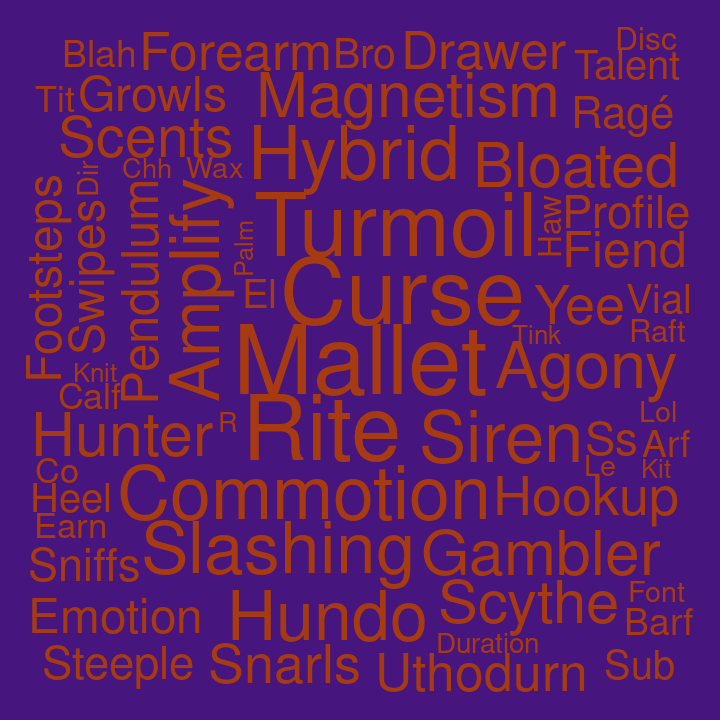 Disc
Blah Forearm Bro Drawer
Talent
Tit Growls Magnetism Ragé
Scents Hybrid Bloated
Chh Wax
Dir
Footsteps
Swipes
Pendulum
Amplify
Palm
Turmoil
Haw
Profile
Fiend
El Curse Yee Vial
Tink Raft
Mallet Agony
Knit
Calf
Lol
Hunter R Rite Siren Ss Arf
Co Le Kit
Heel Commotion Hookup
Earn
Sniffs Slashing Gambler
Emotion Hundo Scythe Font
Barf
Duration
Steeple Snarls Uthodurn Sub